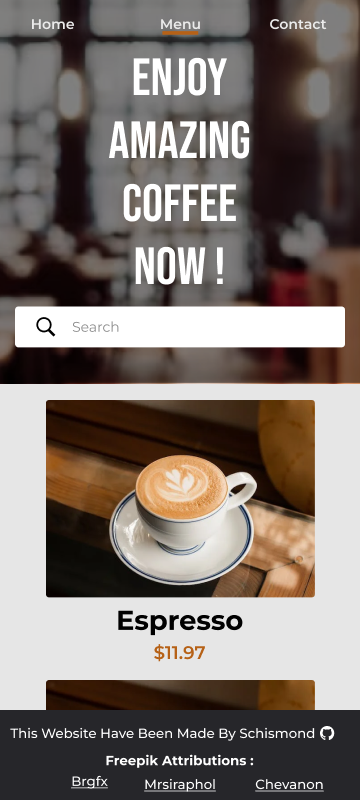 Home Menu Contact
ENJOY
AMAZING
COFFEE
NOW !
Search
Espresso
$11.97
This Website Have Been Made By Schismond
Freepik Attributions :
Brgfx Mrsiraphol Chevanon